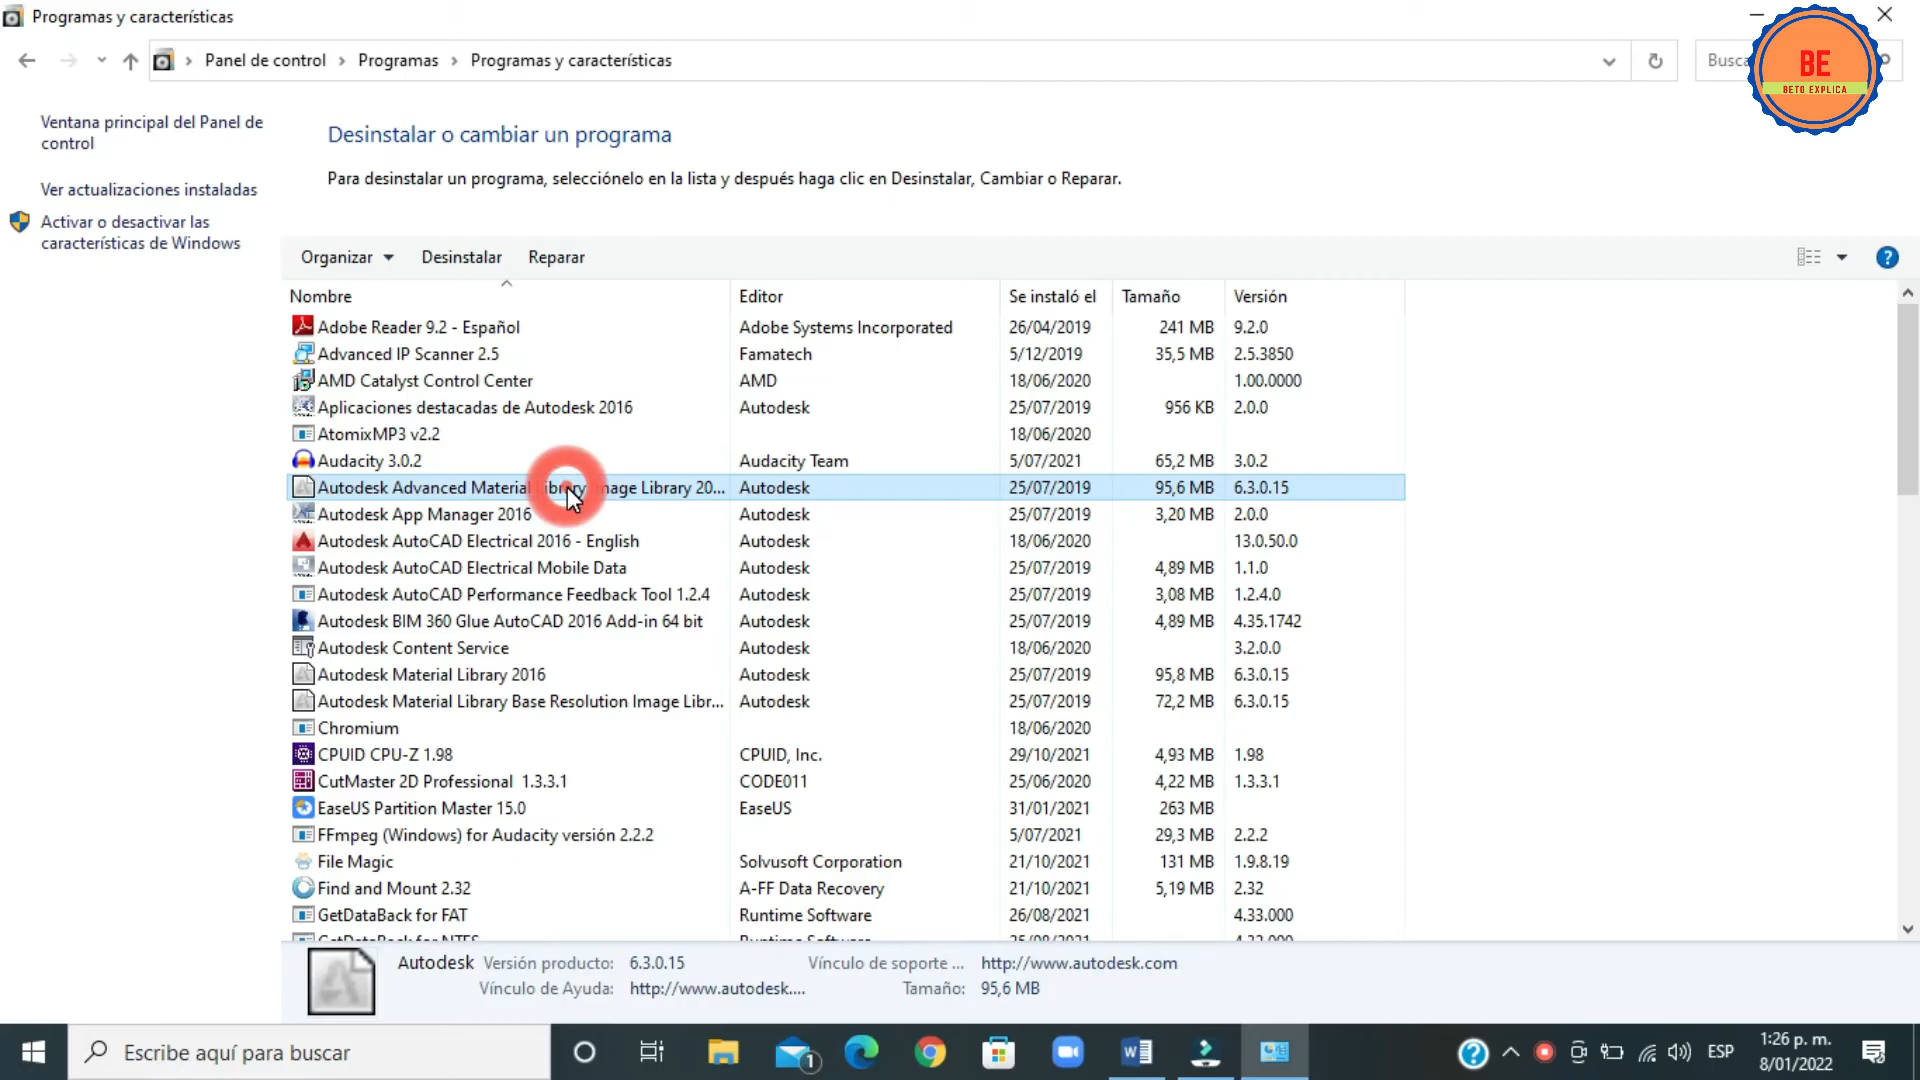 Programas y características
Panel de control › Programas › Programas y características
Busca
BE
BETO EXPLICA
Ventana principal del Panel de
control
Ver actualizaciones instaladas
Activar o desactivar las
características de Windows
Desinstalar o cambiar un programa
Para desinstalar un programa, selecciónelo en la lista y después haga clic en Desinstalar, Cambiar o Reparar.
Organizar Desinstalar Reparar
Nombre Editor Se instaló el Tamaño Versión
Adobe Reader 9.2 - Español Adobe Systems Incorporated 26/04/2019 241 MB 9.2.0
Advanced IP Scanner 2.5 Famatech 5/12/2019 35,5 MB 2.5.3850
AMD Catalyst Control Center AMD 18/06/2020 1.00.0000
Aplicaciones destacadas de Autodesk 2016 Autodesk 25/07/2019 956 KB 2.0.0
AtomixMP3 v2.2 18/06/2020
Audacity 3.0.2 Audacity Team 5/07/2021 65,2 MB 3.0.2
Autodesk Advanced Material Library Image Library 20... Autodesk 25/07/2019 95,6 MB 6.3.0.15
Autodesk App Manager 2016 Autodesk 25/07/2019 3,20 MB 2.0.0
Autodesk AutoCAD Electrical 2016 - English Autodesk 18/06/2020 13.0.50.0
Autodesk AutoCAD Electrical Mobile Data Autodesk 25/07/2019 4,89 MB 1.1.0
Autodesk AutoCAD Performance Feedback Tool 1.2.4 Autodesk 25/07/2019 3,08 MB 1.2.4.0
Autodesk BIM 360 Glue AutoCAD 2016 Add-in 64 bit Autodesk 25/07/2019 4,89 MB 4.35.1742
Autodesk Content Service Autodesk 18/06/2020 3.2.0.0
Autodesk Material Library 2016 Autodesk 25/07/2019 95,8 MB 6.3.0.15
Autodesk Material Library Base Resolution Image Libr... Autodesk 25/07/2019 72,2 MB 6.3.0.15
Chromium 18/06/2020
CPUID CPU-Z 1.98 CPUID, Inc. 29/10/2021 4,93 MB 1.98
CutMaster 2D Professional 1.3.3.1 CODE011 25/06/2020 4,22 MB 1.3.3.1
EaseUS Partition Master 15.0 EaseUS 31/01/2021 263 MB
FFmpeg (Windows) for Audacity versión 2.2.2 5/07/2021 29,3 MB 2.2.2
File Magic Solvusoft Corporation 21/10/2021 131 MB 1.9.8.19
Find and Mount 2.32 A-FF Data Recovery 21/10/2021 5,19 MB 2.32
GetDataBack for FAT Runtime Software 26/08/2021 4.33.000
GetDataBack for NTFS Runtime Software
Autodesk Versión producto: 6.3.0.15 Vínculo de soporte ... http://www.autodesk.com
Vínculo de Ayuda: http://www.autodesk.... Tamaño: 95,6 MB
Escribe aquí para buscar
1
ESP
1:26 p. m.
8/01/2022